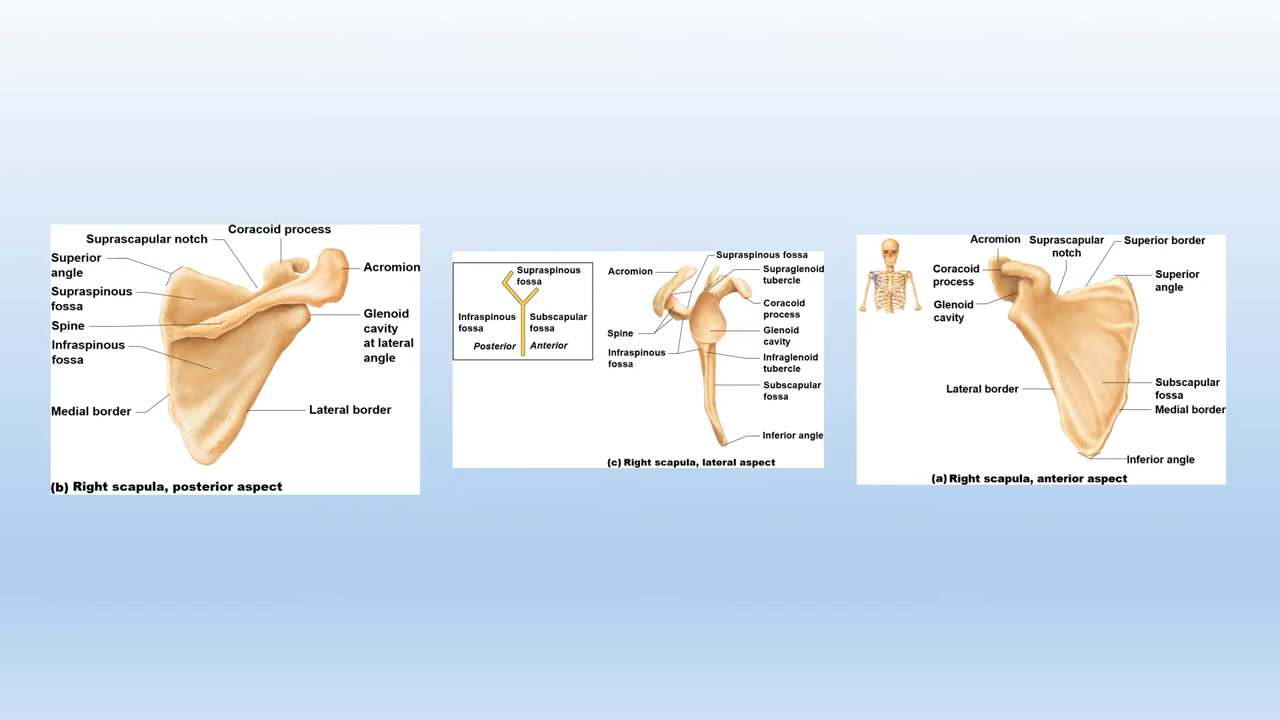 Coracoid process
Suprascapular notch
Superior
angle
Acromion
Supraspinous
fossa
Glenoid
cavity
at lateral
angle
Spine
Infraspinous
fossa
Medial border
Lateral border
(b) Right scapula, posterior aspect
Supraspinous
fossa
Infraspinous
fossa
Subscapular
fossa
Posterior
Anterior
Supraspinous fossa
Acromion
Supraglenoid
tubercle
Coracoid
process
Spine
Glenoid
cavity
Infraspinous
fossa
Infraglenoid
tubercle
Subscapular
fossa
Inferior angle
(c) Right scapula, lateral aspect
Acromion
Suprascapular
notch
Superior border
Coracoid
process
Superior
angle
Glenoid
cavity
Lateral border
Subscapular
fossa
Medial border
Inferior angle
(a) Right scapula, anterior aspect